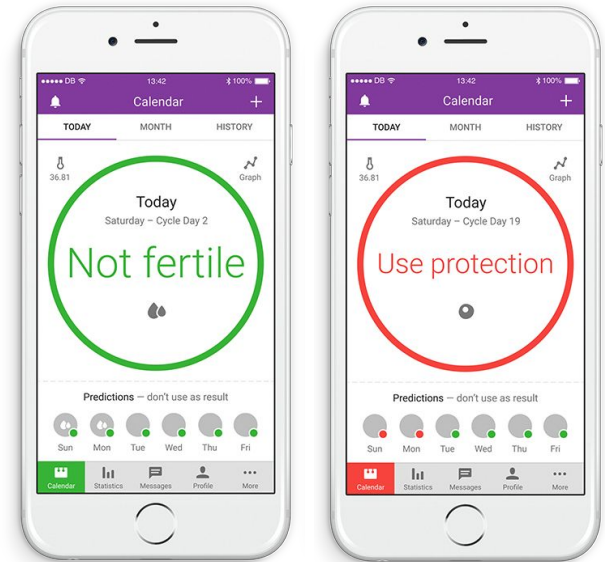 DB 13:42 100%
Calendar +
TODAY MONTH HISTORY
36.81 Graph
Today
Saturday – Cycle Day 2
Not fertile
Predictions – don't use as result
Sun Mon Tue Wed Thu Fri
Calendar Statistics Messages Profile More
DB 13:42 100%
Calendar +
TODAY MONTH HISTORY
36.81 Graph
Today
Saturday – Cycle Day 19
Use protection
Predictions – don't use as result
Sun Mon Tue Wed Thu Fri
Calendar Statistics Messages Profile More